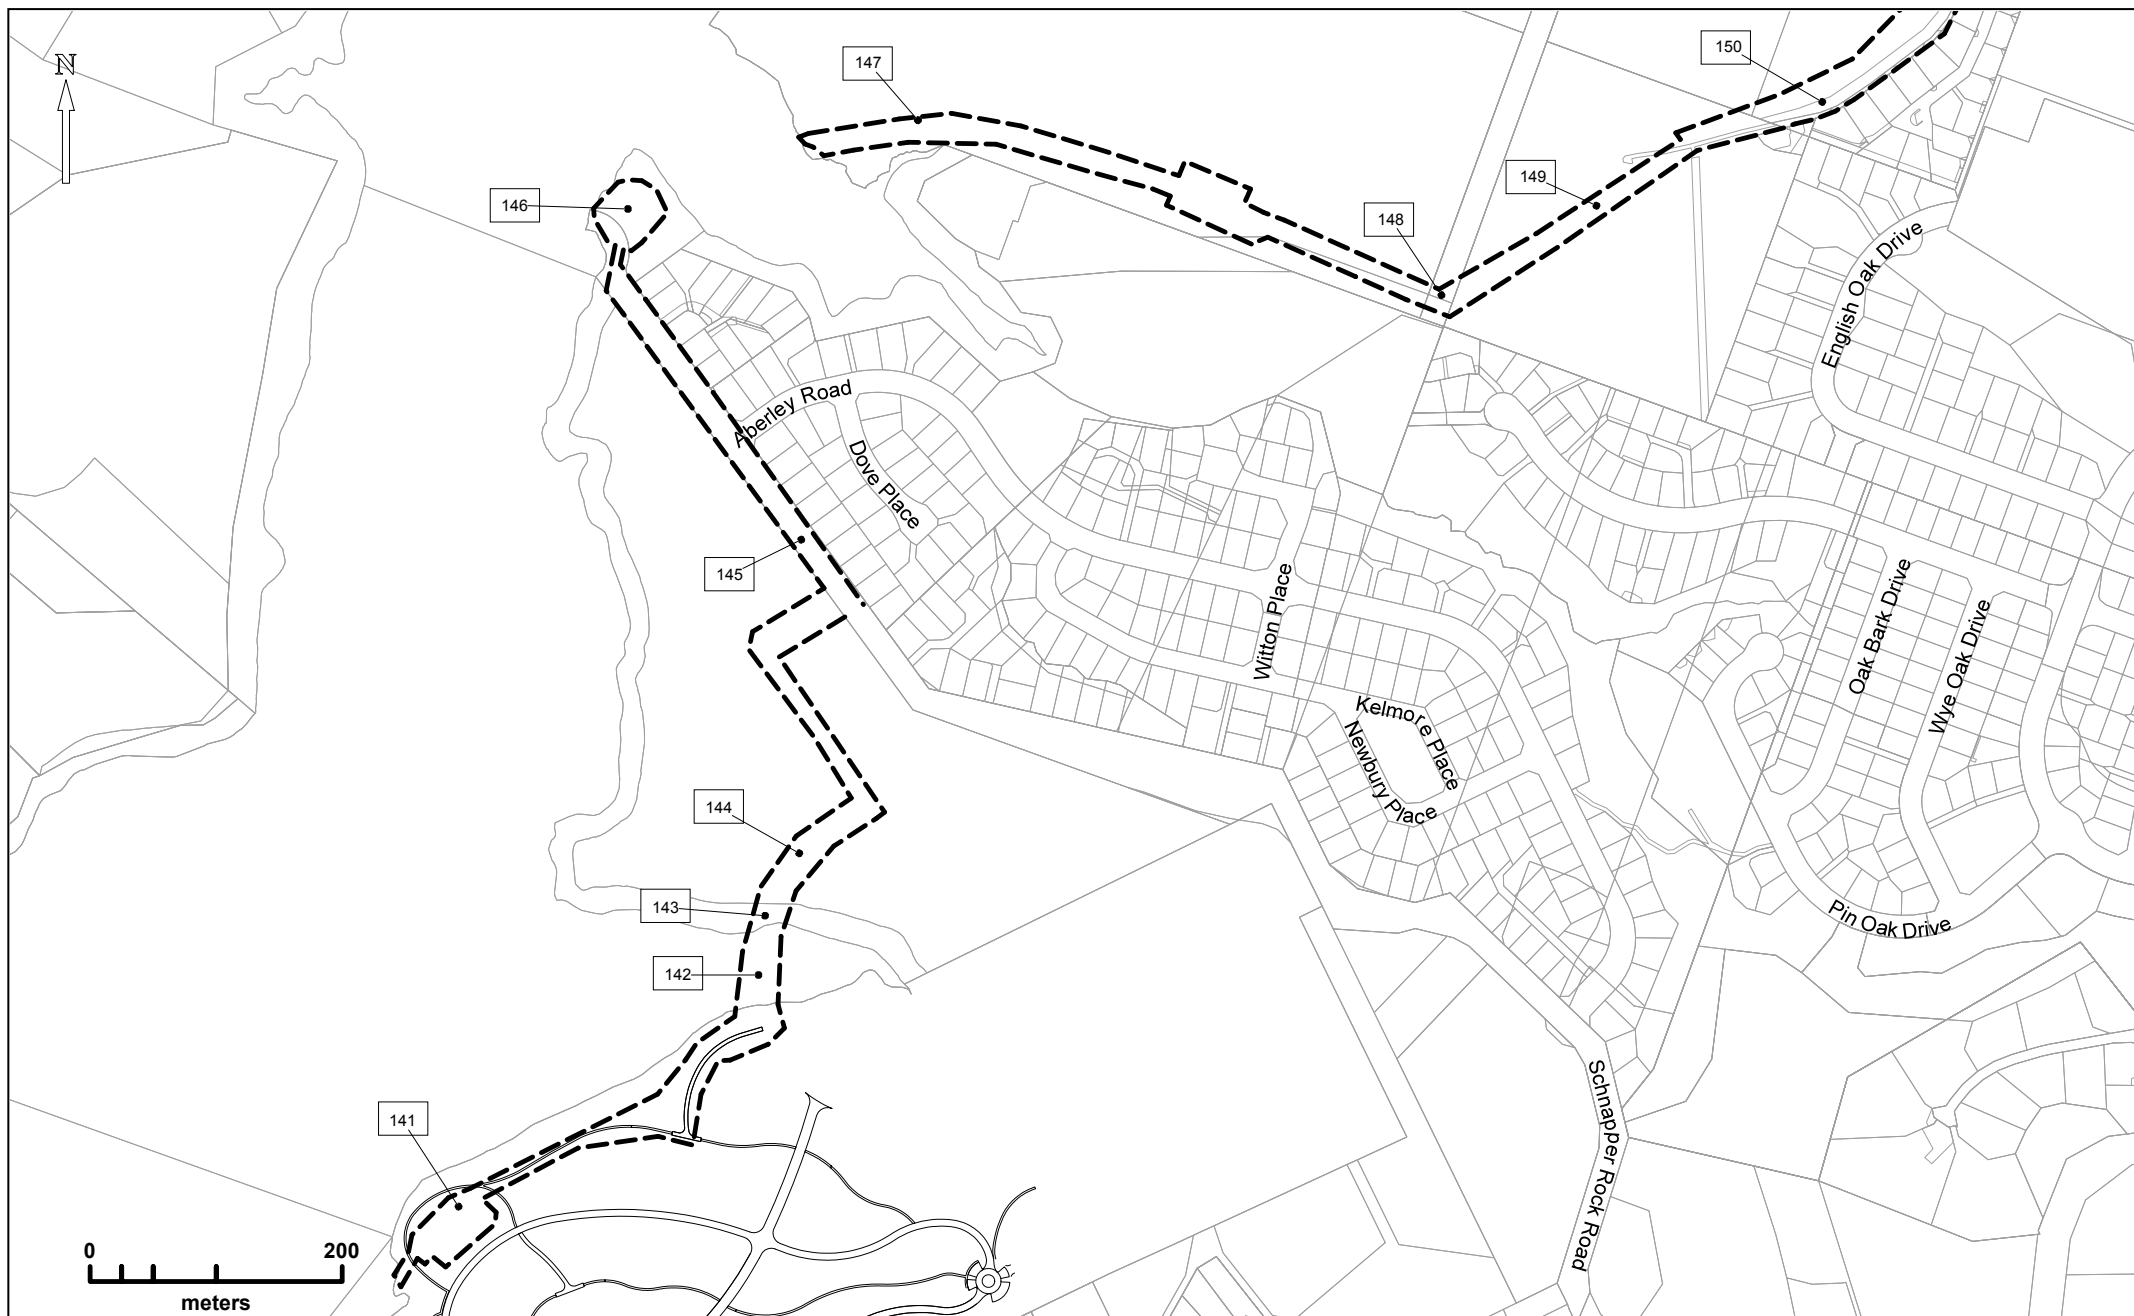 N
147
150
146
149
148
English Oak Drive
Aberley Road
Dove Place
145
Oak Bark Drive
Witton Place
Wye Oak Drive
Kelmore Place
Newbury Place
144
143
Pin Oak Drive
142
Schnapper Rock Road
141
0
200
meters